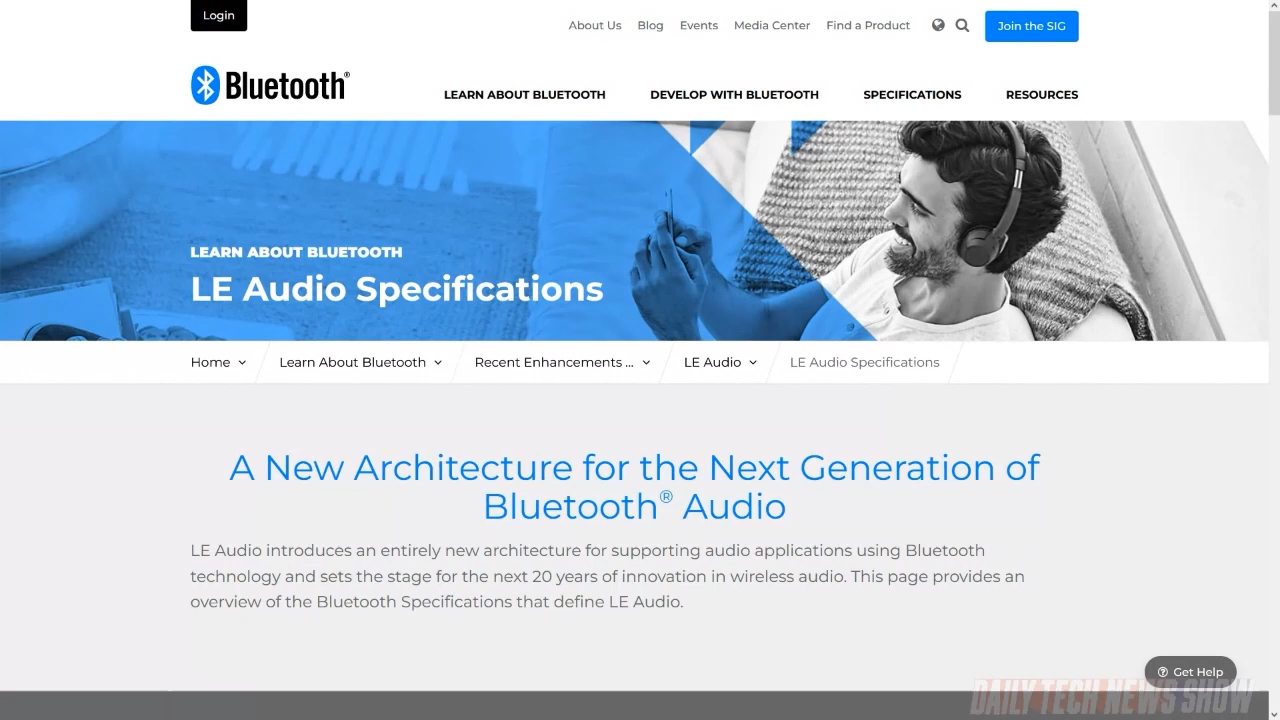 Login
About Us Blog Events Media Center Find a Product Join the SIG
Bluetooth®
LEARN ABOUT BLUETOOTH DEVELOP WITH BLUETOOTH SPECIFICATIONS RESOURCES
LEARN ABOUT BLUETOOTH
LE Audio Specifications
Home Learn About Bluetooth Recent Enhancements ... LE Audio LE Audio Specifications
A New Architecture for the Next Generation of
Bluetooth® Audio
LE Audio introduces an entirely new architecture for supporting audio applications using Bluetooth
technology and sets the stage for the next 20 years of innovation in wireless audio. This page provides an
overview of the Bluetooth Specifications that define LE Audio.
Get Help
DAILY TECH NEWS SHOW